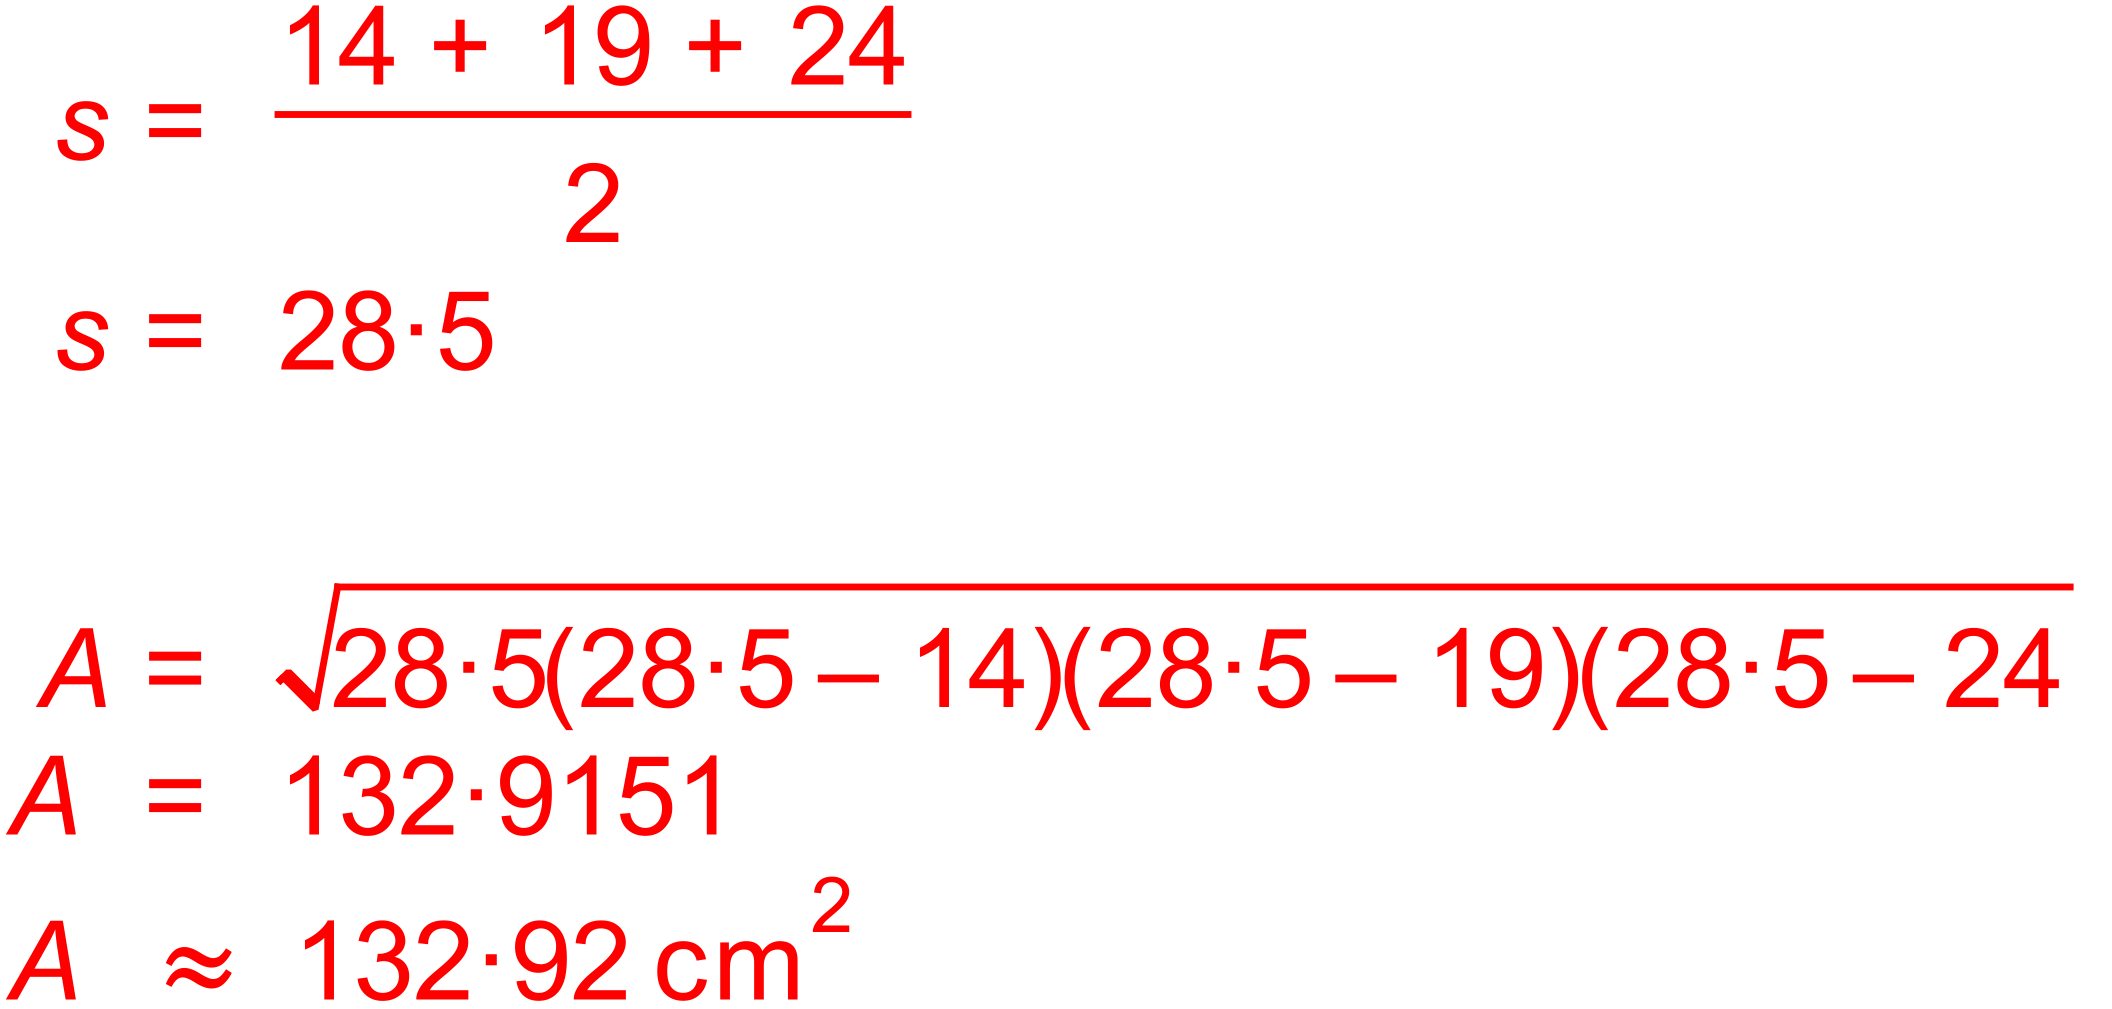 s = 14 + 19 + 24
2
s = 28·5
A = √28·5(28·5 – 14)(28·5 – 19)(28·5 – 24
A = 132·9151
A ≈ 132·92 cm²